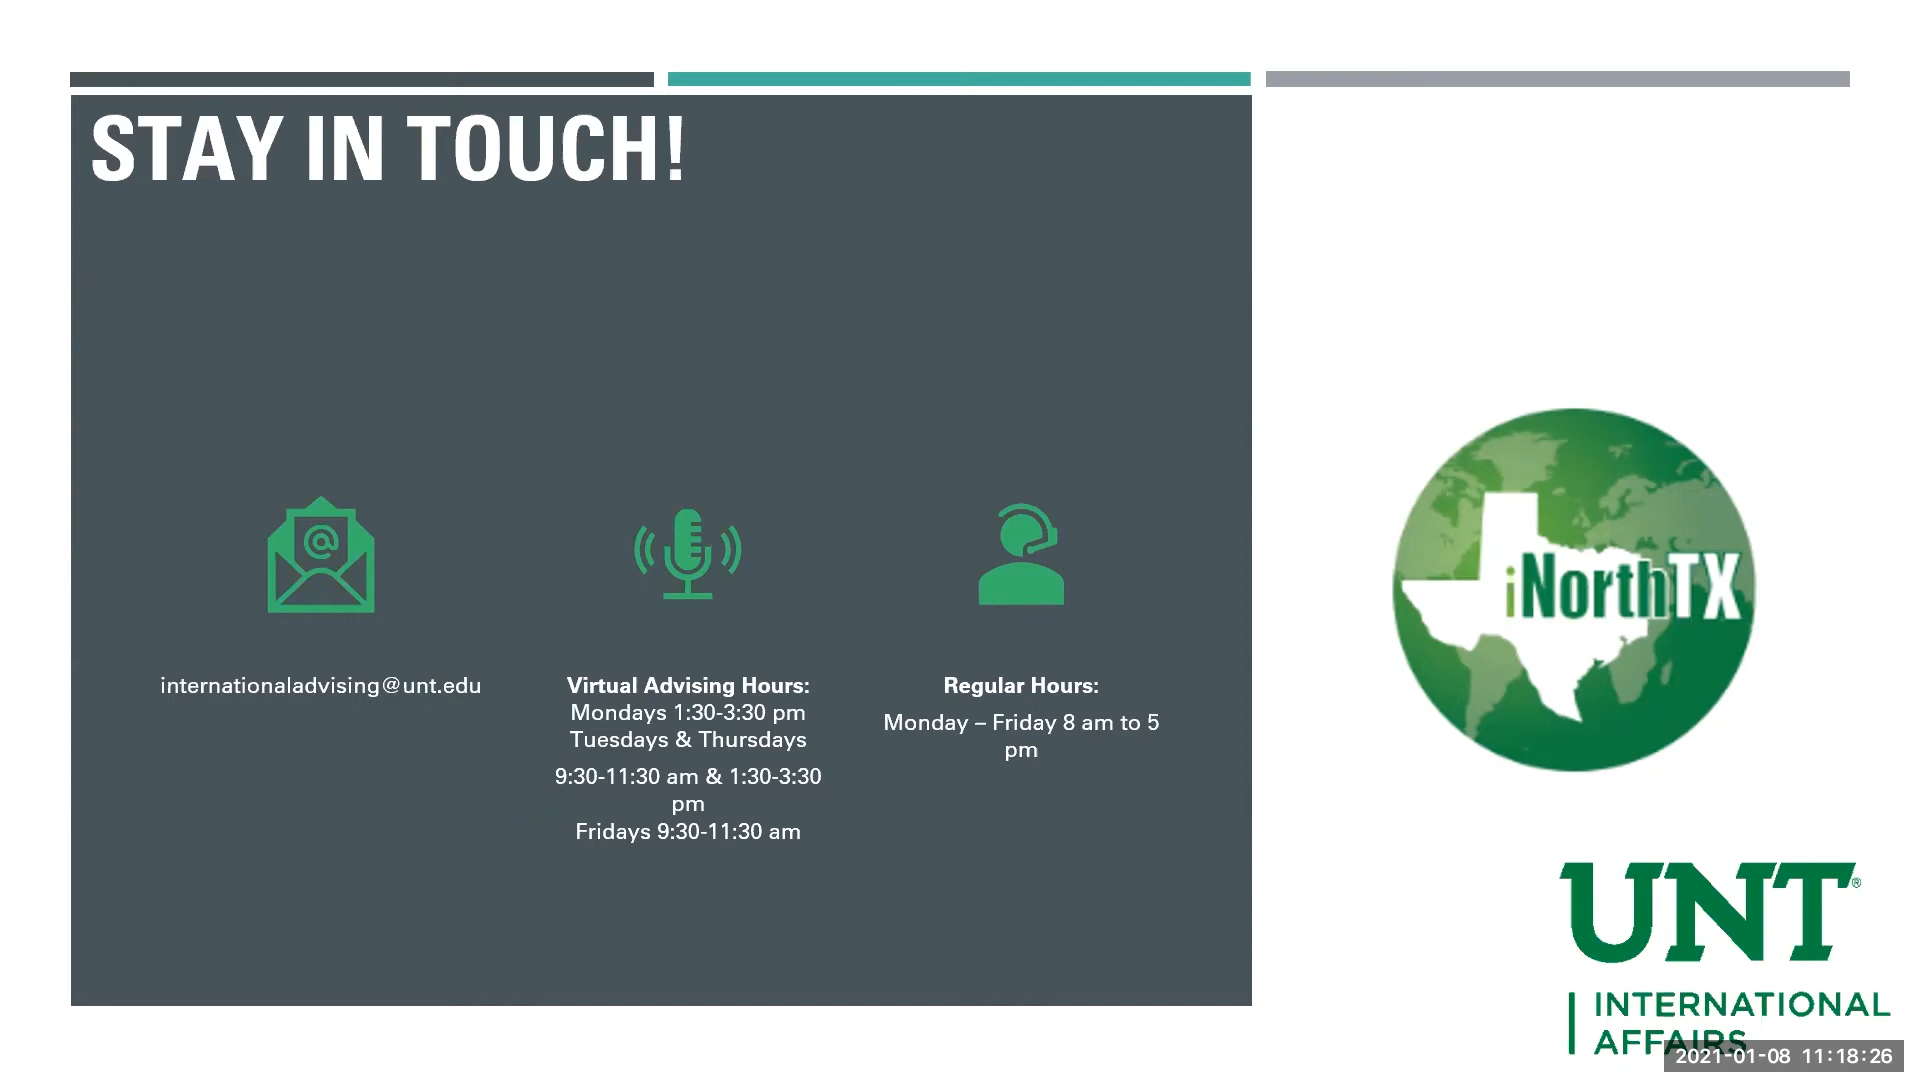 STAY IN TOUCH!
@
internationaladvising@unt.edu
Virtual Advising Hours:
Mondays 1:30-3:30 pm
Tuesdays & Thursdays
9:30-11:30 am & 1:30-3:30
pm
Fridays 9:30-11:30 am
Regular Hours:
Monday – Friday 8 am to 5
pm
iNorthTX
UNT®
INTERNATIONAL
AFFAIRS
2021-01-08 11:18:26